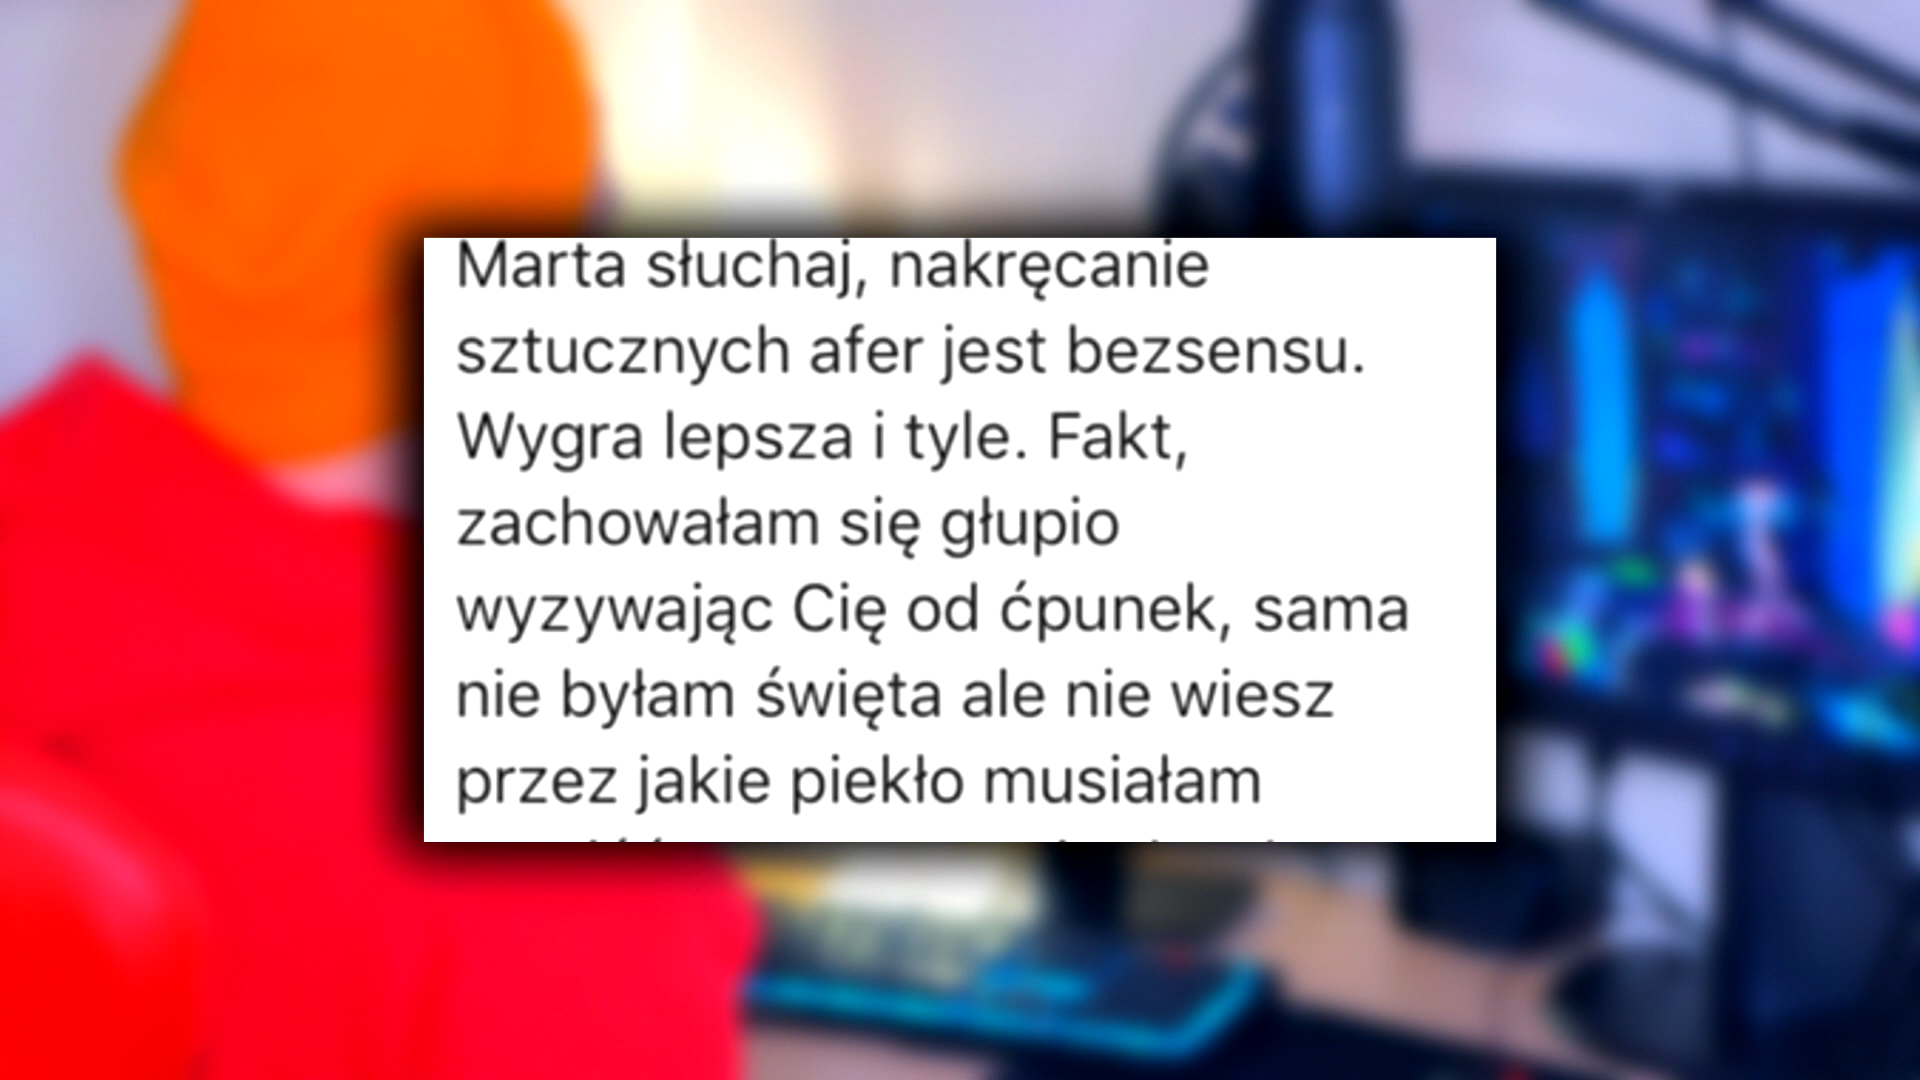 Marta słuchaj, nakręcanie
sztucznych afer jest bezsensu.
Wygra lepsza i tyle. Fakt,
zachowałam się głupio
wyzywając Cię od ćpunek, sama
nie byłam święta ale nie wiesz
przez jakie piekło musiałam